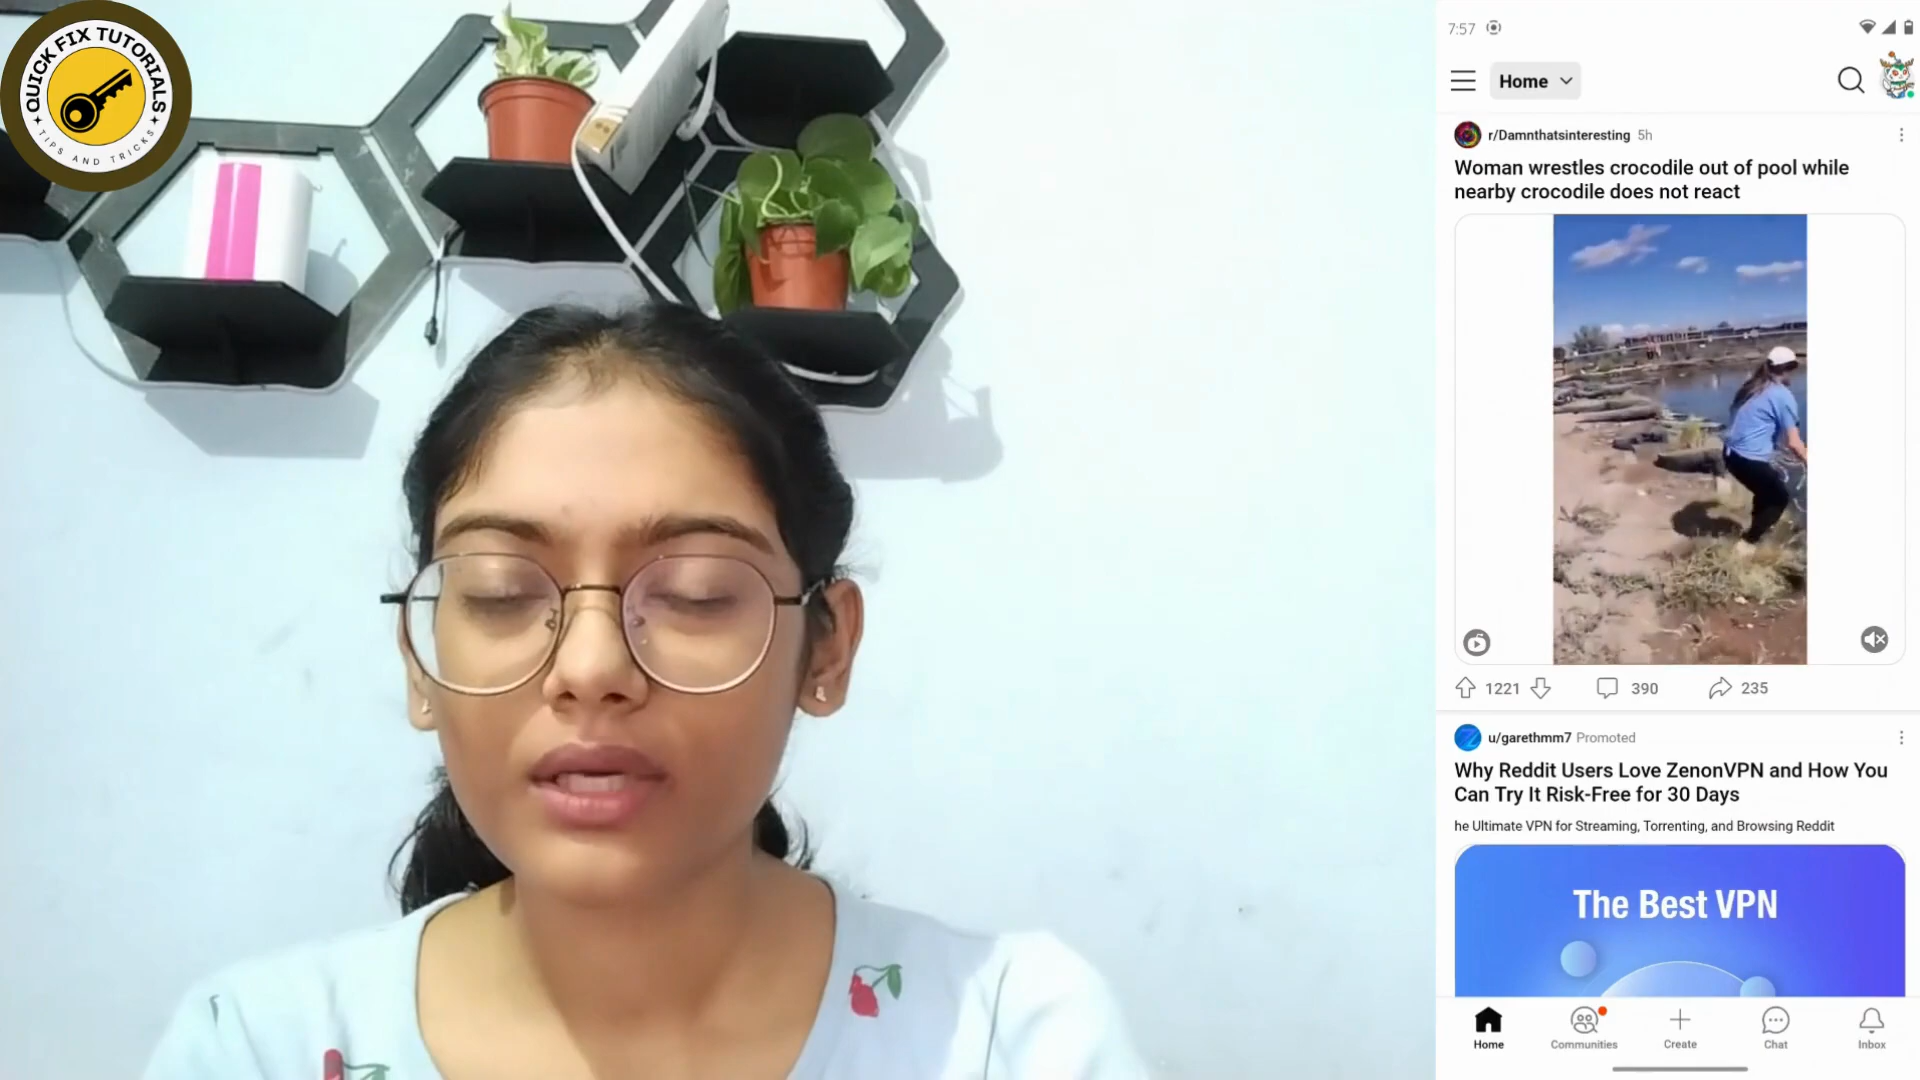 QUICK FIX TUTORIALS
TIPS AND TRICKS
7:57
Home
r/Damnthatsinteresting 5h
Woman wrestles crocodile out of pool while
nearby crocodile does not react
1221
390
235
u/garethmm7 Promoted
Why Reddit Users Love ZenonVPN and How You
Can Try It Risk-Free for 30 Days
he Ultimate VPN for Streaming, Torrenting, and Browsing Reddit
The Best VPN
Home
Communities
Create
Chat
Inbox